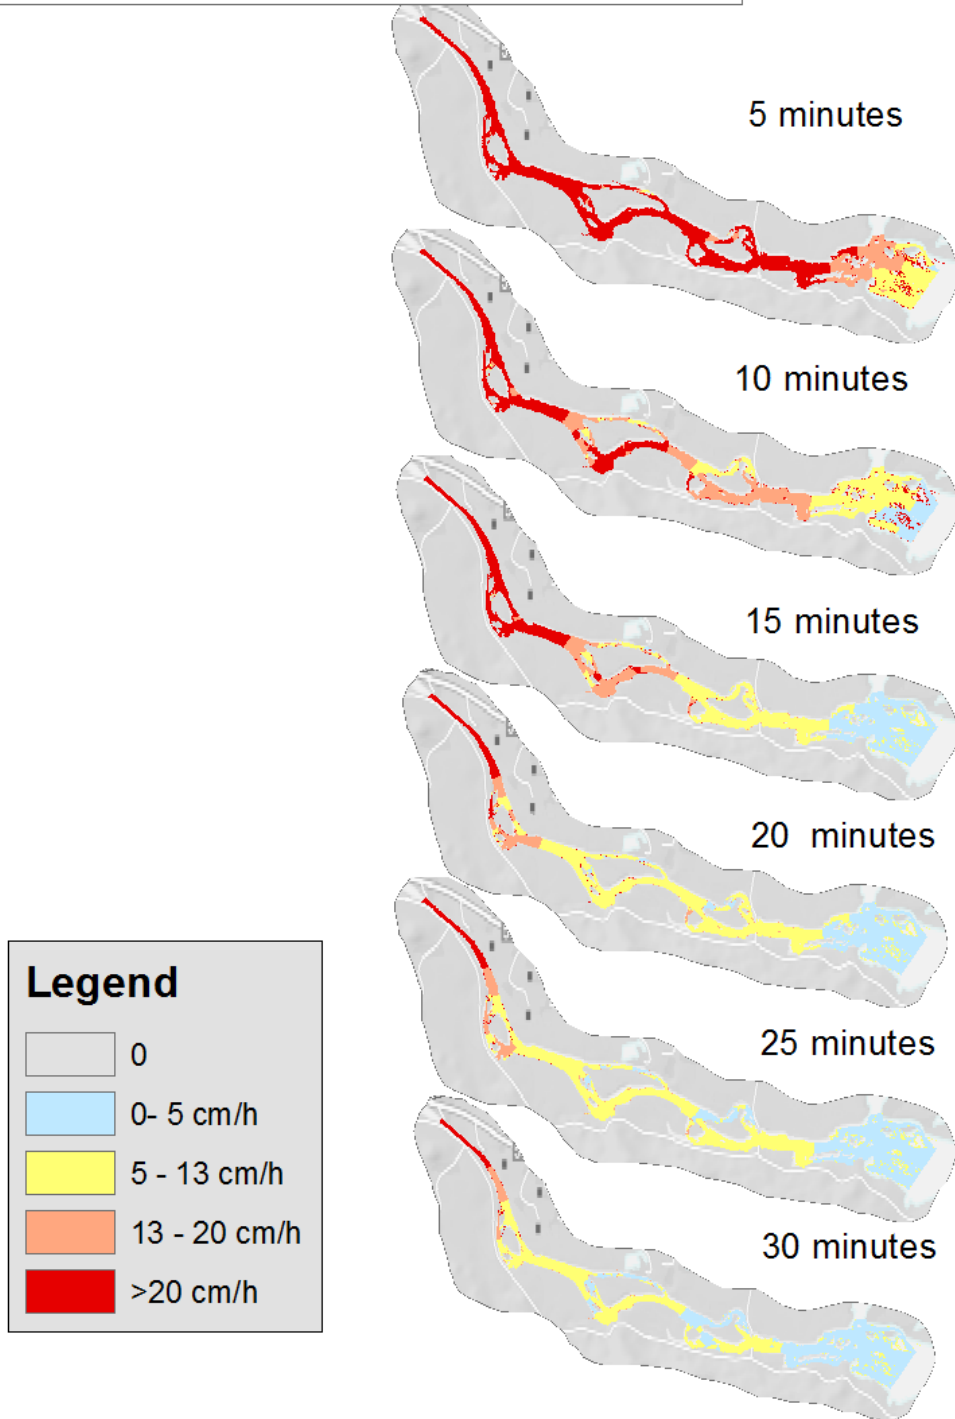 5 minutes
10 minutes
15 minutes
20  minutes
25 minutes
30 minutes
Legend
0
0- 5 cm/h
5 - 13 cm/h
13 - 20 cm/h
>20 cm/h